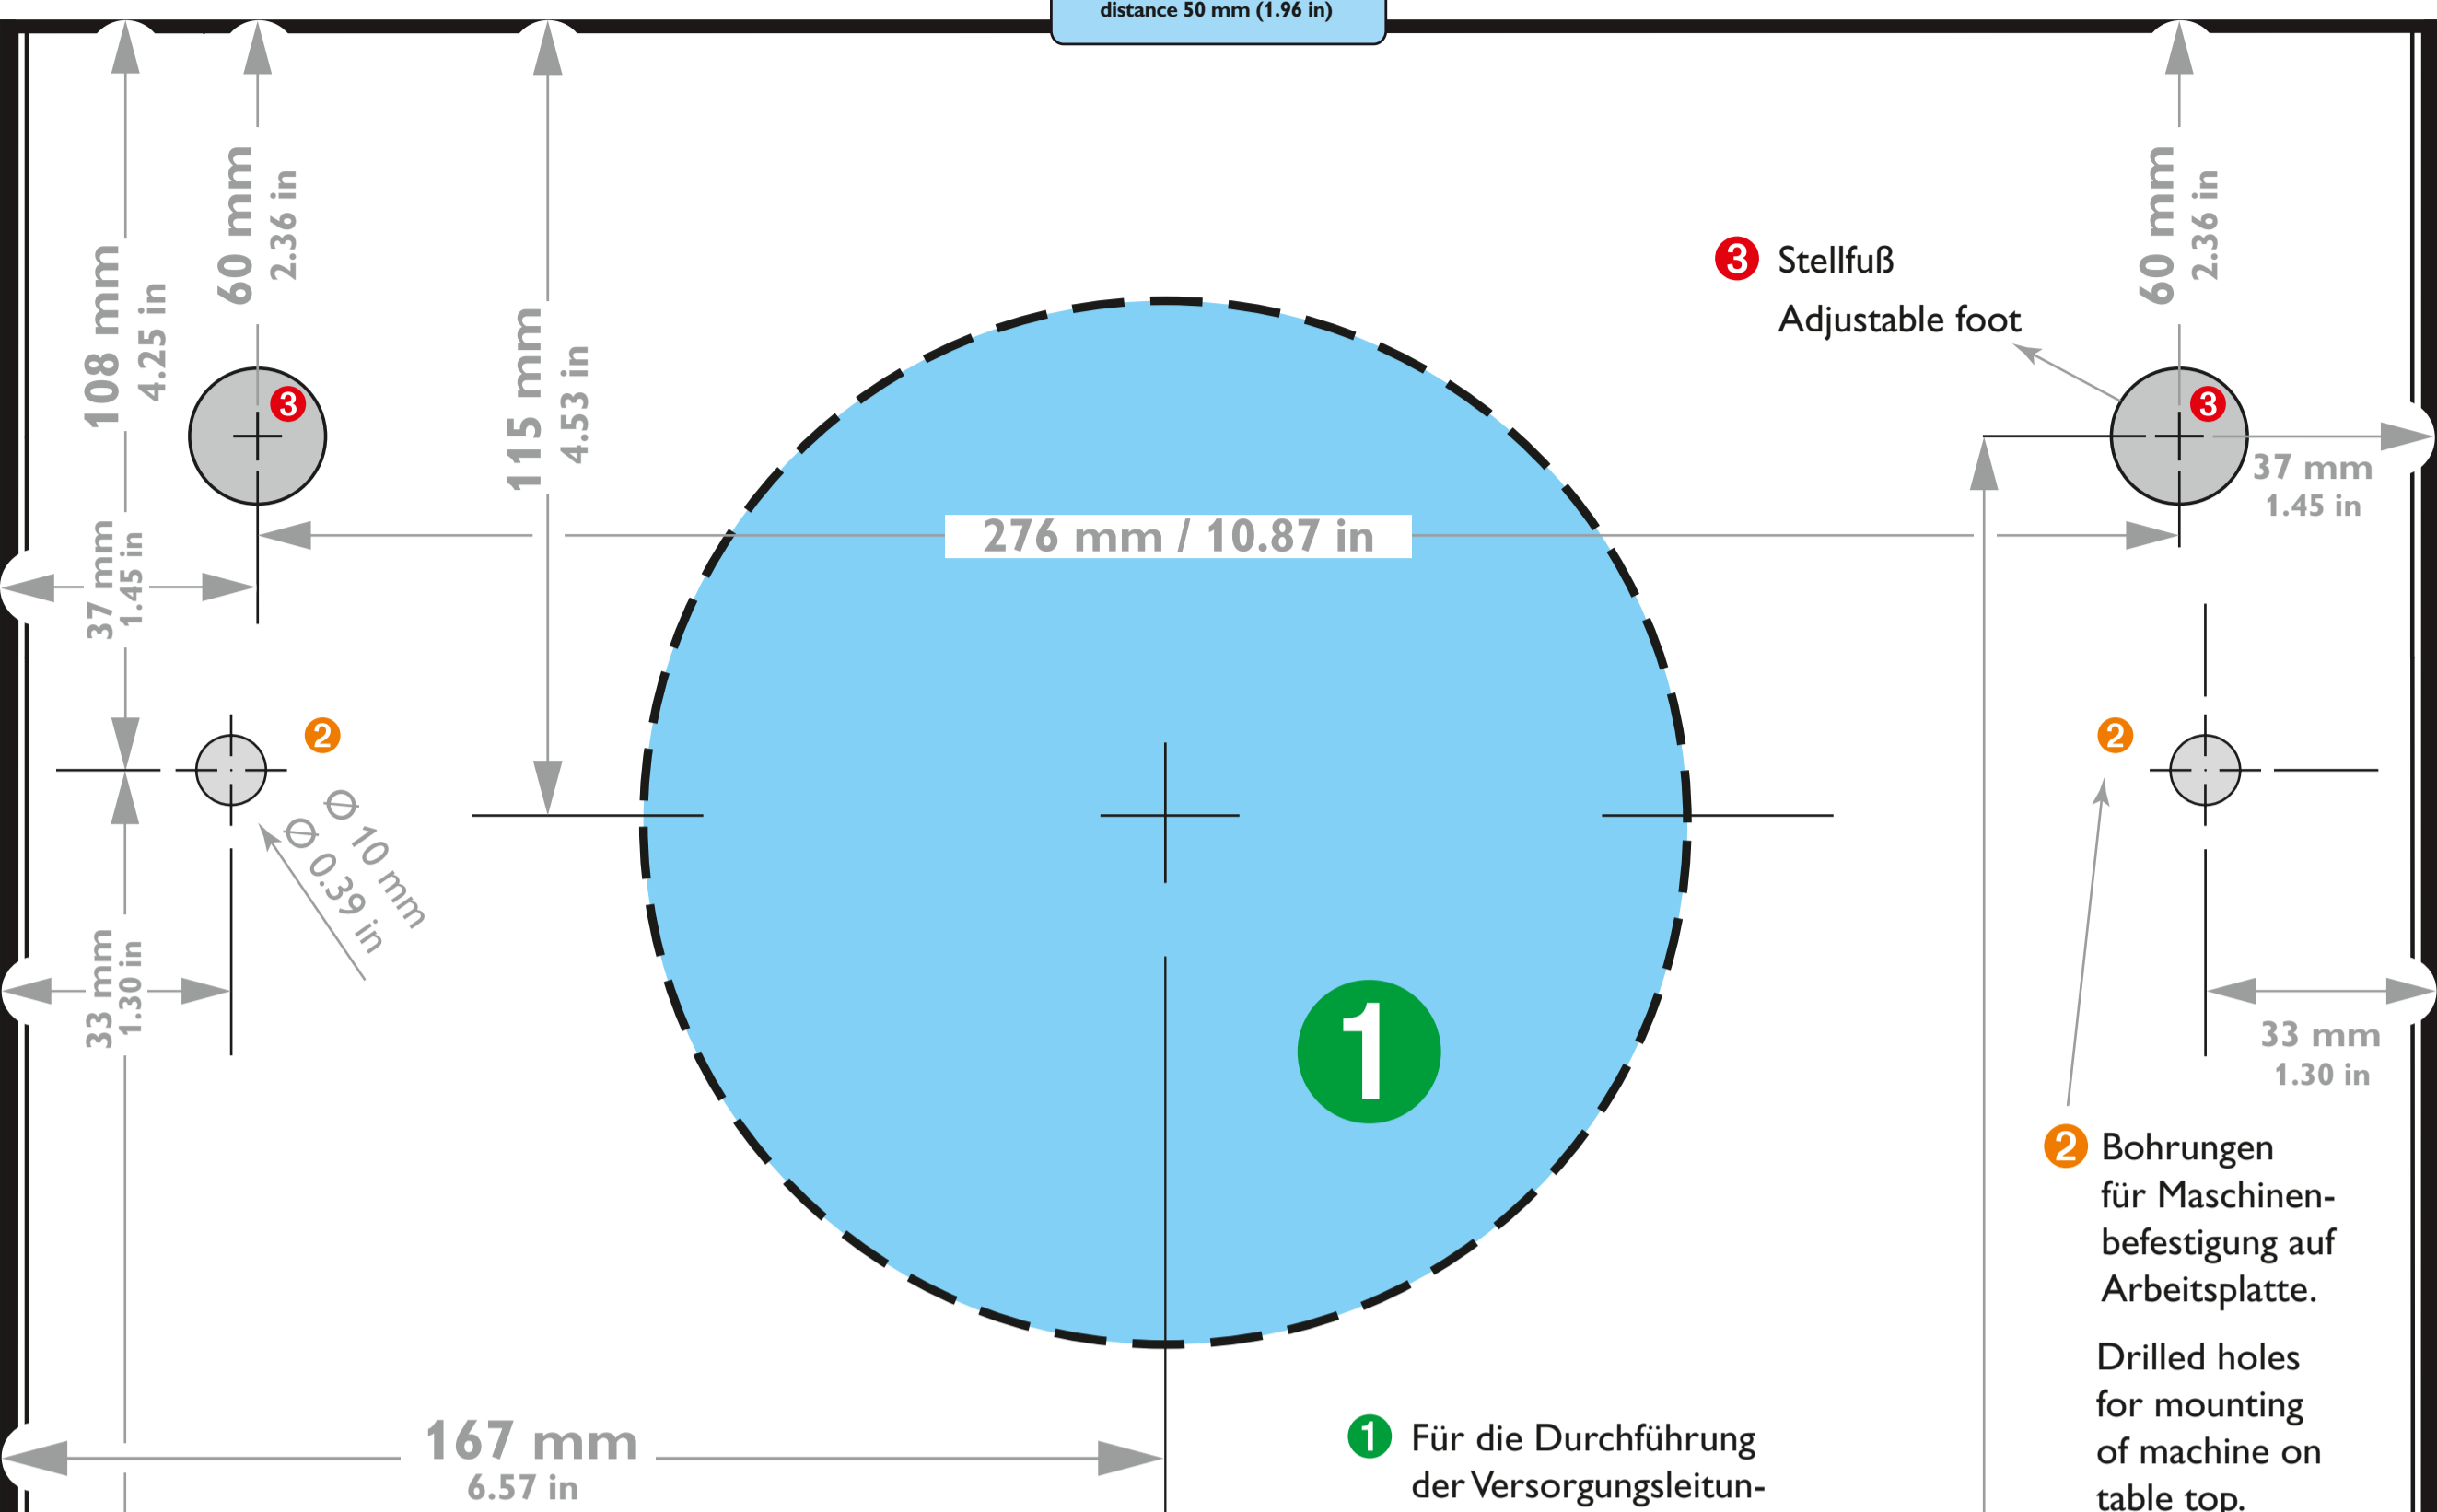 distance 50 mm (1.96 in)
108 mm
4.25 in
60 mm
2.36 in
115 mm
4.53 in
60 mm
2.36 in
3 Stellfuß
Adjustable foot
3
3
37 mm
1.45 in
276 mm / 10.87 in
37 mm
1.45 in
2
2
Ø 10 mm
Ø 0.39 in
33 mm
1.30 in
1
33 mm
1.30 in
2 Bohrungen
für Maschinen-
befestigung auf
Arbeitsplatte.
Drilled holes
for mounting
of machine on
table top.
167 mm
6.57 in
1 Für die Durchführung
der Versorgungsleitun-